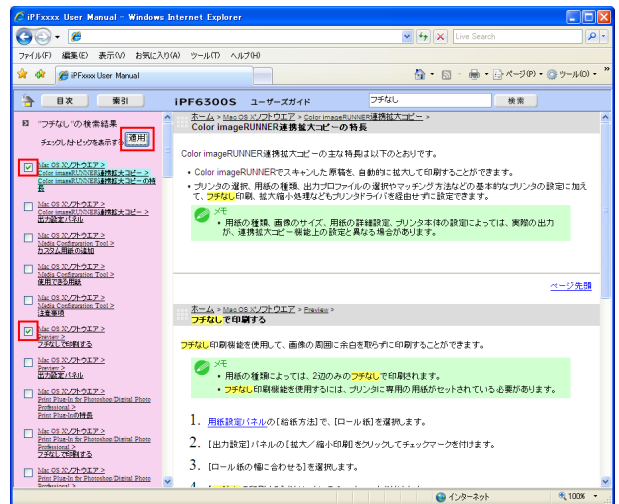 iPFxxxx User Manual - Windows Internet Explorer
Live Search
ファイル(F) 編集(E) 表示(V) お気に入り(A) ツール(T) ヘルプ(H)
iPFxxxx User Manual
ページ(P) ツール(O)
目次 索引 iPF6300S ユーザーズガイド フチなし 検索
"フチなし"の検索結果
チェックしたトピックを表示する 適用
Mac OS Xソフトウエア >
Color imageRUNNER連携拡大コピー >
Color imageRUNNER連携拡大コピーの特
長
Mac OS Xソフトウエア >
Color imageRUNNER連携拡大コピー >
出力設定パネル
Mac OS Xソフトウエア >
Media Configuration Tool >
カスタム用紙の追加
Mac OS Xソフトウエア >
Media Configuration Tool >
使用できる用紙
Mac OS Xソフトウエア >
Media Configuration Tool >
注意事項
Mac OS Xソフトウエア >
Preview >
フチなしで印刷する
Mac OS Xソフトウエア >
Preview >
出力設定パネル
Mac OS Xソフトウエア >
Print Plug-In for Photoshop/Digital Photo
Professional >
Print Plug-Inの特長
Mac OS Xソフトウエア >
Print Plug-In for Photoshop/Digital Photo
Professional >
フチなしで印刷する
Mac OS Xソフトウエア >
Print Plug-In for Photoshop/Digital Photo
Professional >
ホーム > Mac OS Xソフトウエア > Color imageRUNNER連携拡大コピー >
Color imageRUNNER連携拡大コピーの特長
Color imageRUNNER連携拡大コピーの主な特長は以下のとおりです。
• Color imageRUNNERでスキャンした原稿を、自動的に拡大して印刷することができます。
• プリンタの選択、用紙の種類、出力プロファイルの選択やマッチング方法などの基本的なプリンタの設定に加え
て、フチなし印刷、拡大縮小処理などもプリンタドライバを経由せずに設定できます。
メモ
• 用紙の種類、画像のサイズ、用紙の詳細設定、プリンタ本体の設定によっては、実際の出力
が、連携拡大コピー機能上の設定と異なる場合があります。
ページ先頭
ホーム > Mac OS Xソフトウエア > Preview >
フチなしで印刷する
フチなし印刷機能を使用して、画像の周囲に余白を取らずに印刷することができます。
メモ
• 用紙の種類によっては、2辺のみのフチなしで印刷されます。
• フチなし印刷機能を使用するには、プリンタに専用の用紙がセットされている必要があります。
1. 用紙設定パネルの[給紙方法]で、[ロール紙]を選択します。
2. [出力設定]パネルの[拡大／縮小印刷]をクリックしてチェックマークを付けます。
3. [ロール紙の幅に合わせる]を選択します。
インターネット 100%